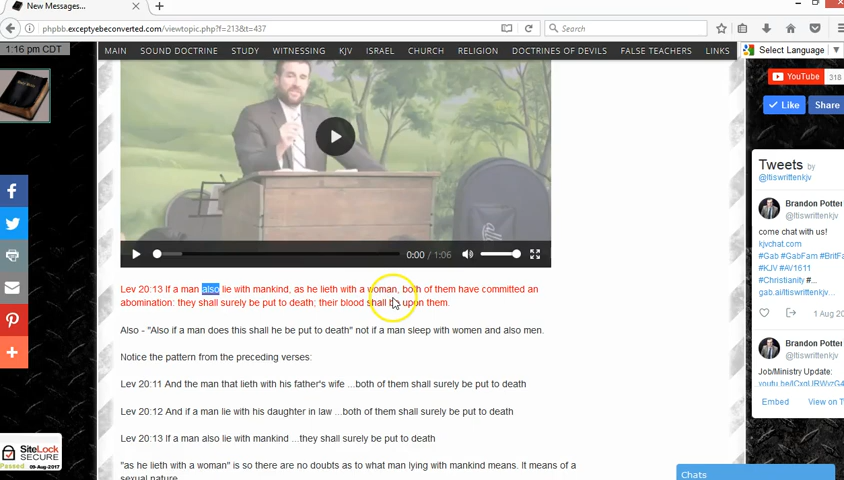 New Messages...
phpbb.exceptyebeconverted.com/viewtopic.php?f=213&t=437
Search
1:16 pm CDT
MAIN SOUND DOCTRINE STUDY WITNESSING KJV ISRAEL CHURCH RELIGION DOCTRINES OF DEVILS FALSE TEACHERS LINKS
Select Language
YouTube 318
Like Share
0:00 / 1:06
Lev 20:13 If a man also lie with mankind, as he lieth with a woman, both of them have committed an
abomination: they shall surely be put to death; their blood shall be upon them.
Also - "Also if a man does this shall he be put to death" not if a man sleep with women and also men.
Notice the pattern from the preceding verses:
Lev 20:11 And the man that lieth with his father's wife ...both of them shall surely be put to death
Lev 20:12 And if a man lie with his daughter in law ...both of them shall surely be put to death
Lev 20:13 If a man also lie with mankind ...they shall surely be put to death
"as he lieth with a woman" is so there are no doubts as to what man lying with mankind means. It means of a
sexual nature.
Tweets by
@Itiswrittenkjv
Brandon Potter
@itiswritten
come chat with us!
kjvchat.com
#Gab #GabFam #BritF
#KJV #AV1611
#Christianity #...
gab.ai/itiswrittenkjv...
1 Aug 20
Brandon Potter
@itiswritten
Job/Ministry Update:
Embed View on T
SiteLock
SECURE
Passed 09-Aug-2017
Chats